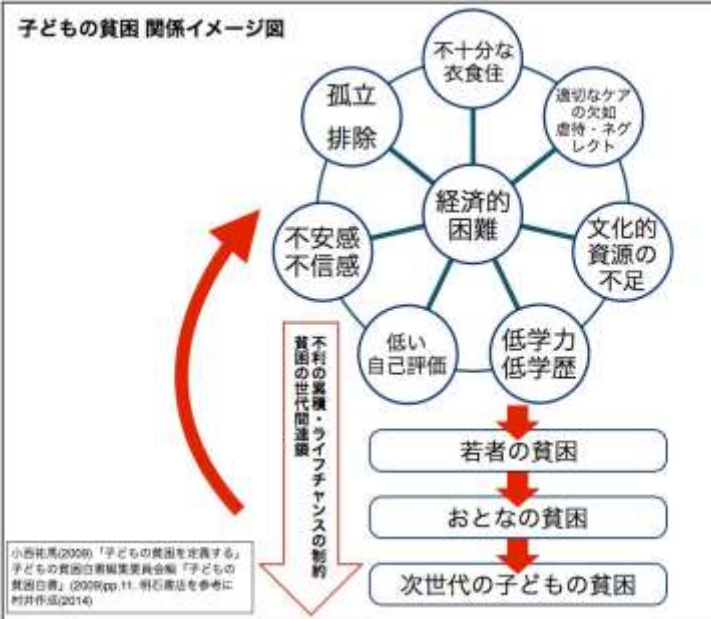 子どもの貧困 関係イメージ図
不十分な
衣食住
適切なケア
の欠如
虐待・ネグ
レクト
文化的
資源の
不足
低学力
低学歴
低い
自己評価
不安感
不信感
孤立
排除
経済的
困難
不利の累積・ライフチャンスの制約
貧困の世代間連鎖
若者の貧困
おとなの貧困
次世代の子どもの貧困
小西祐馬(2009)「子どもの貧困を定義する」
子どもの貧困白書編集委員会編「子どもの
貧困白書」(2009)pp.11. 明石書店を参考に
村井作成(2014)